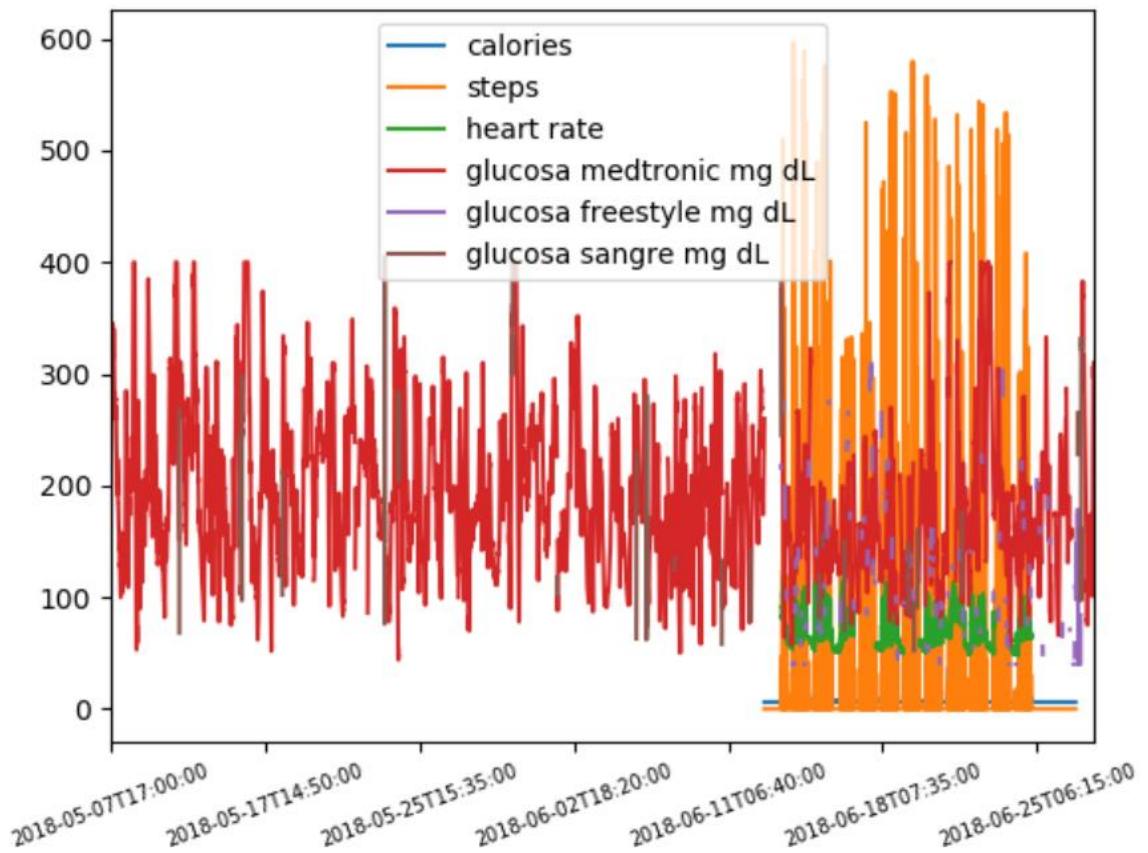 600
500
400
300
200
100
0
calories
steps
heart rate
glucosa medtronic mg dL
glucosa freestyle mg dL
glucosa sangre mg dL
2018-05-07T17:00:00
2018-05-17T14:50:00
2018-05-25T15:35:00
2018-06-02T18:20:00
2018-06-11T06:40:00
2018-06-18T07:35:00
2018-06-25T06:15:00